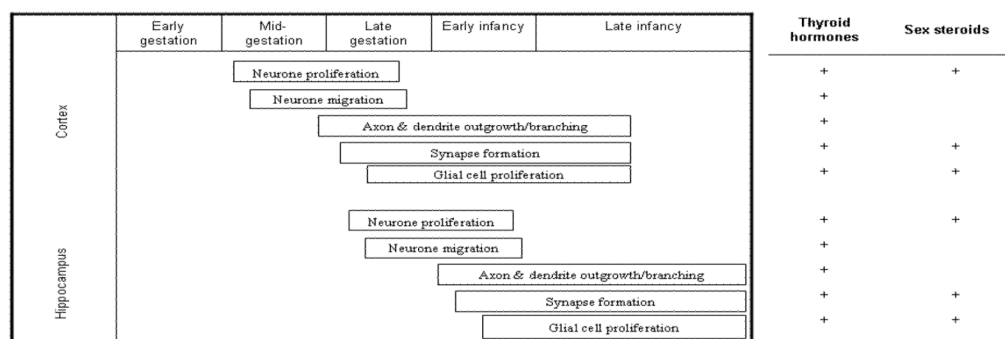 Early gestation Mid- gestation Late gestation Early infancy Late infancy Thyroid hormones Sex steroids
Cortex
Neurone proliferation + +
Neurone migration +
Axon & dendrite outgrowth/branching +
Synapse formation + +
Glial cell proliferation + +
Hippocampus
Neurone proliferation + +
Neurone migration +
Axon & dendrite outgrowth/branching +
Synapse formation + +
Glial cell proliferation + +